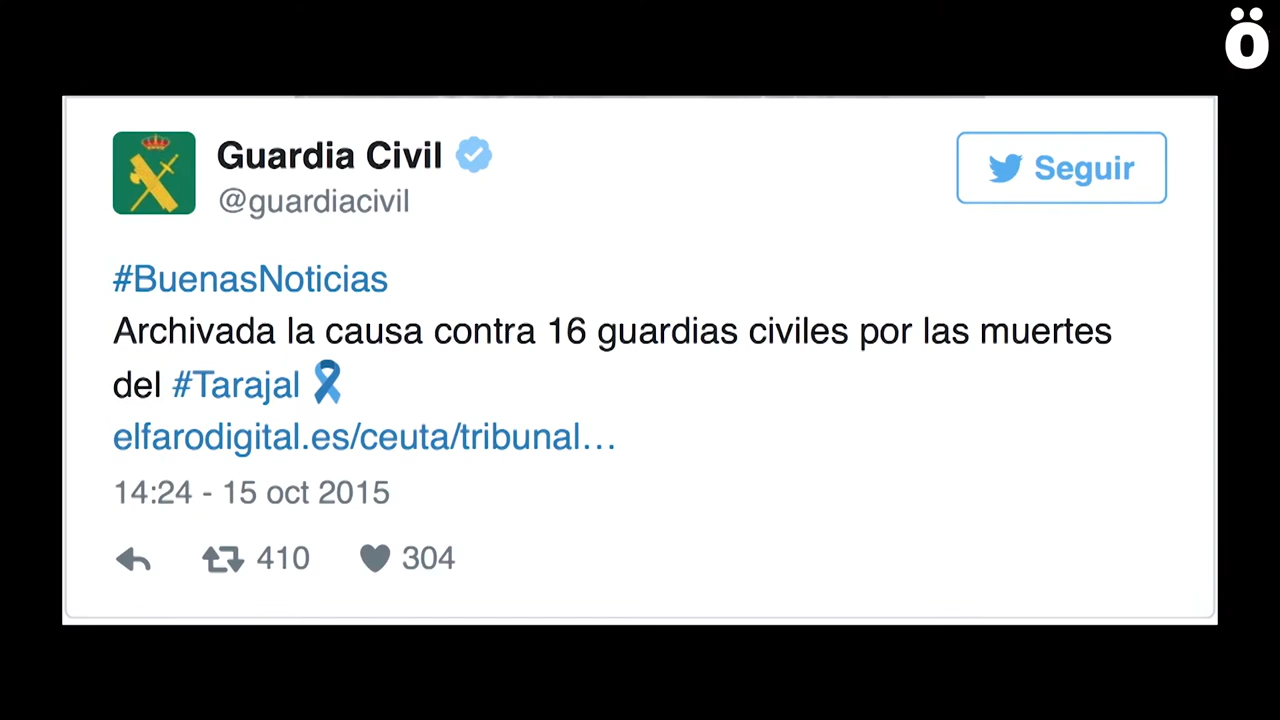 ö
Guardia Civil
@guardiacivil
Seguir
#BuenasNoticias
Archivada la causa contra 16 guardias civiles por las muertes
del #Tarajal
elfarodigital.es/ceuta/tribunal…
14:24 - 15 oct 2015
410 304